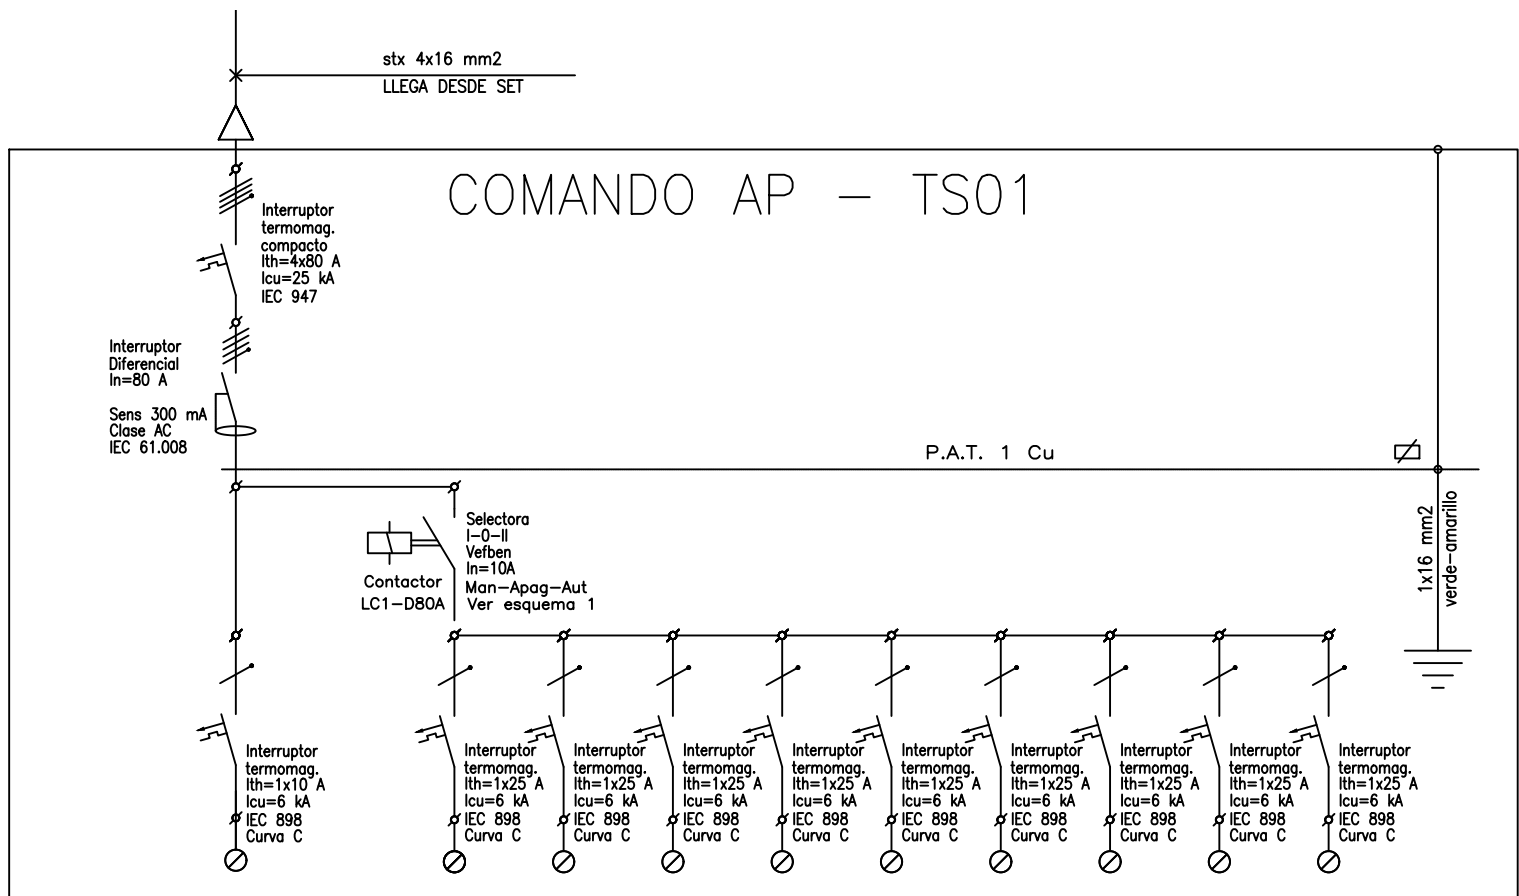 stx 4x16 mm2
LLEGA DESDE SET
COMANDO AP - TS01
Interruptor
termomag.
compacto
Ith=4x80 A
Icu=25 kA
IEC 947
Interruptor
Diferencial
In=80 A
Sens 300 mA
Clase AC
IEC 61.008
P.A.T. 1 Cu
1x16 mm2
verde-amarillo
Selectora
I-0-II
Vefben
In=10A
Man-Apag-Aut
Ver esquema 1
Contactor
LC1-D80A
Interruptor
termomag.
Ith=1x10 A
Icu=6 kA
IEC 898
Curva C
Interruptor
termomag.
Ith=1x25 A
Icu=6 kA
IEC 898
Curva C
Interruptor
termomag.
Ith=1x25 A
Icu=6 kA
IEC 898
Curva C
Interruptor
termomag.
Ith=1x25 A
Icu=6 kA
IEC 898
Curva C
Interruptor
termomag.
Ith=1x25 A
Icu=6 kA
IEC 898
Curva C
Interruptor
termomag.
Ith=1x25 A
Icu=6 kA
IEC 898
Curva C
Interruptor
termomag.
Ith=1x25 A
Icu=6 kA
IEC 898
Curva C
Interruptor
termomag.
Ith=1x25 A
Icu=6 kA
IEC 898
Curva C
Interruptor
termomag.
Ith=1x25 A
Icu=6 kA
IEC 898
Curva C
Interruptor
termomag.
Ith=1x25 A
Icu=6 kA
IEC 898
Curva C